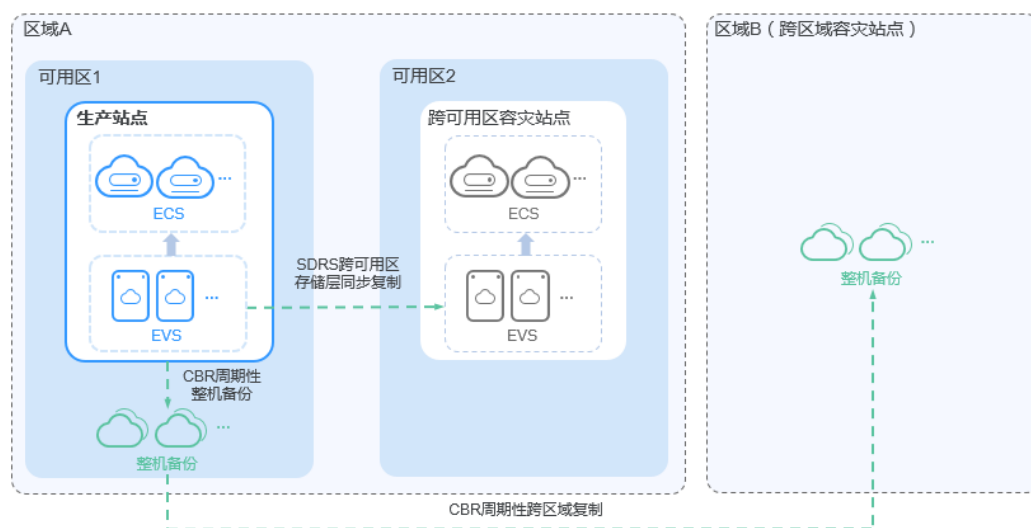 区域A
可用区1
生产站点
...
ECS
...
EVS
CBR周期性
整机备份
...
整机备份
SDRS跨可用区
存储层同步复制
可用区2
跨可用区容灾站点
...
ECS
...
EVS
区域B（跨区域容灾站点）
...
整机备份
CBR周期性跨区域复制